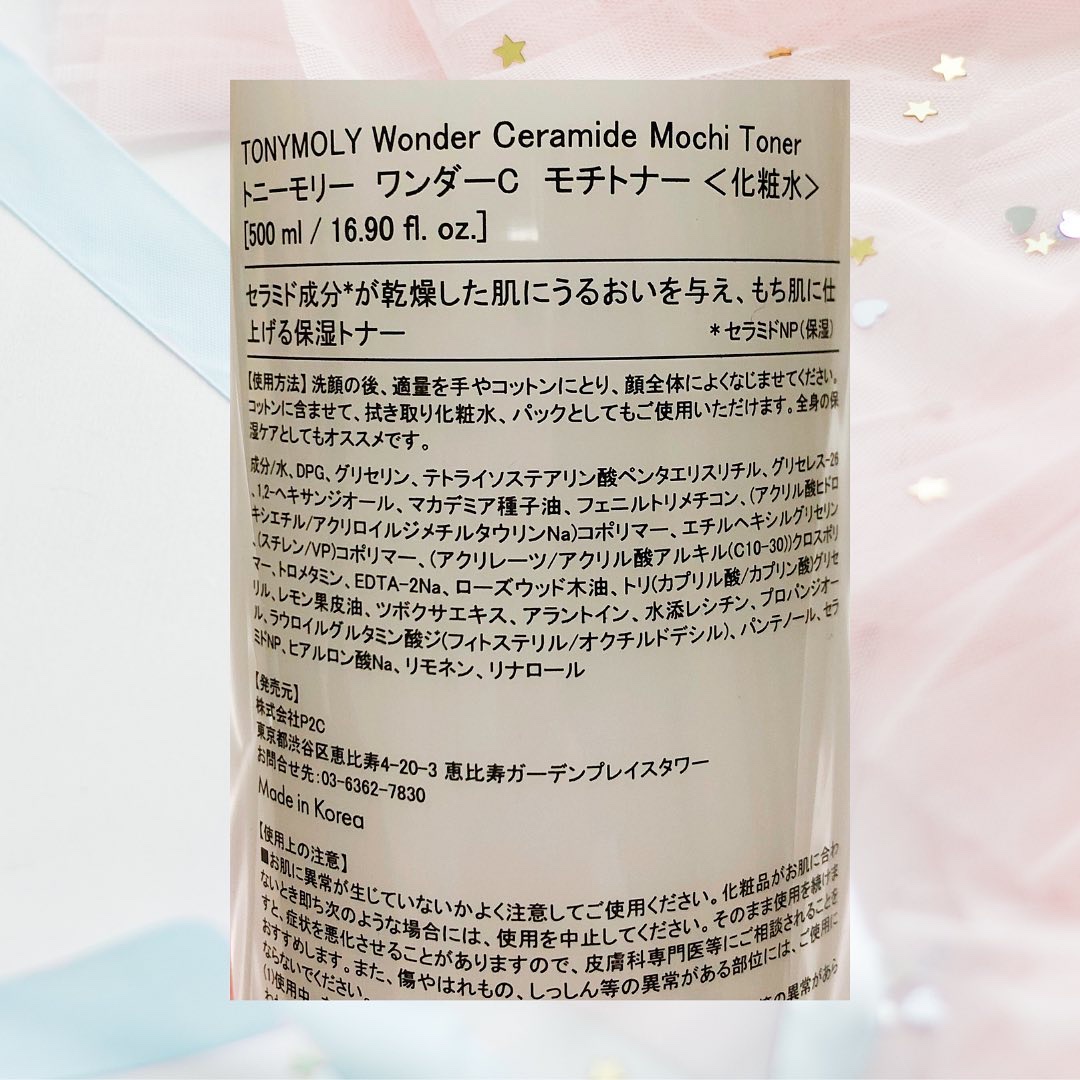 TONYMOLY Wonder Ceramide Mochi Toner
トニーモリー　ワンダーC　モチトナー＜化粧水＞
[500 ml / 16.90 fl. oz.]
セラミド成分*が乾燥した肌にうるおいを与え、もち肌に仕
上げる保湿トナー　*セラミドNP（保湿）
【使用方法】洗顔の後、適量を手やコットンにとり、顔全体によくなじませてください。
コットンに含ませて、拭き取り化粧水、パックとしてもご使用いただけます。全身の保
湿ケアとしてもオススメです。
成分/水、DPG、グリセリン、テトライソステアリン酸ペンタエリスリチル、グリセレス-26
、1,2-ヘキサンジオール、マカデミア種子油、フェニルトリメチコン、(アクリル酸ヒドロ
キシエチル/アクリロイルジメチルタウリンNa)コポリマー、エチルヘキシルグリセリン
、(スチレン/VP)コポリマー、(アクリレーツ/アクリル酸アルキル(C10-30))クロスポリ
マー、トロメタミン、EDTA-2Na、ローズウッド木油、トリ(カプリル酸/カプリン酸)グリセ
リル、レモン果皮油、ツボクサエキス、アラントイン、水添レシチン、プロパンジオー
ル、ラウロイルグルタミン酸ジ(フィトステリル/オクチルドデシル)、パンテノール、セラ
ミドNP、ヒアルロン酸Na、リモネン、リナロール
【発売元】
株式会社P2C
東京都渋谷区恵比寿4-20-3 恵比寿ガーデンプレイスタワー
お問合せ先：03-6362-7830
Made in Korea
【使用上の注意】
■お肌に異常が生じていないかよく注意してご使用ください。化粧品がお肌に合わ
ないとき即ち次のような場合には、使用を中止してください。そのまま使用を続けま
すと、症状を悪化させることがありますので、皮膚科専門医等にご相談されることを
おすすめします。また、傷やはれもの、しっしん等の異常がある部位には、ご使用に
ならないでください。
(1)使用中、 等の異常があら